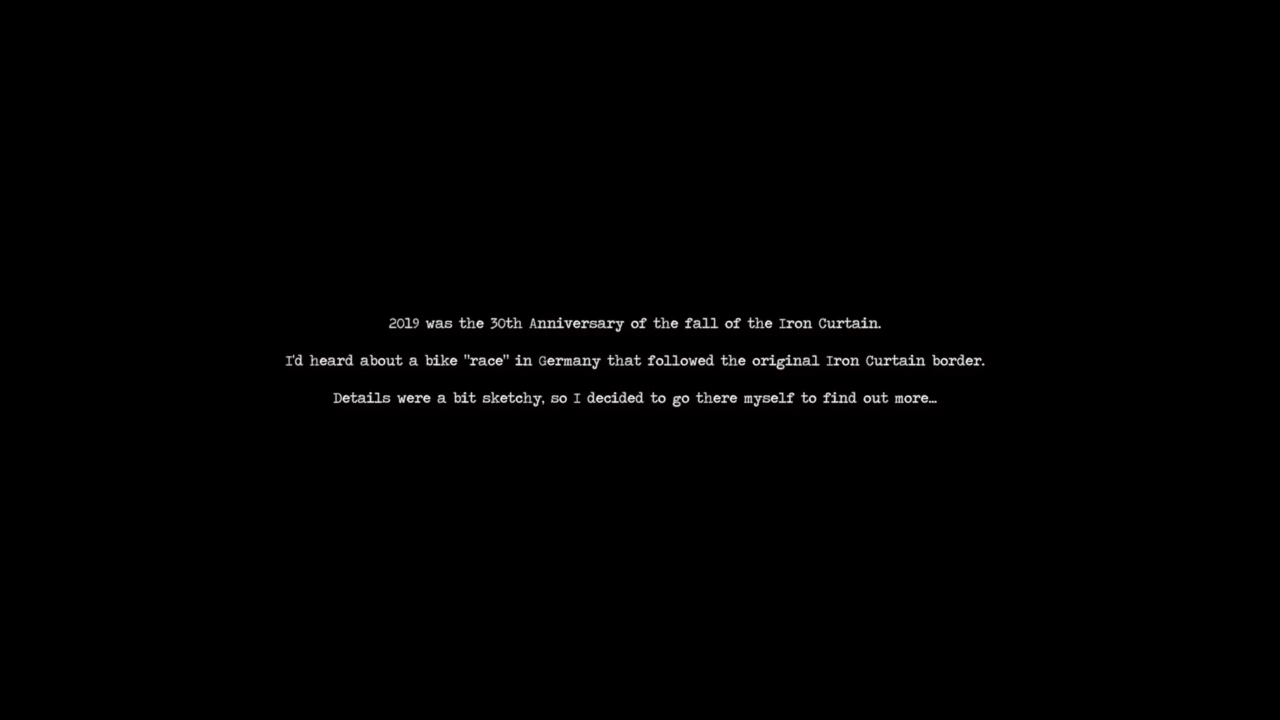 2019 was the 30th Anniversary of the fall of the Iron Curtain.
I'd heard about a bike "race" in Germany that followed the original Iron Curtain border.
Details were a bit sketchy, so I decided to go there myself to find out more...